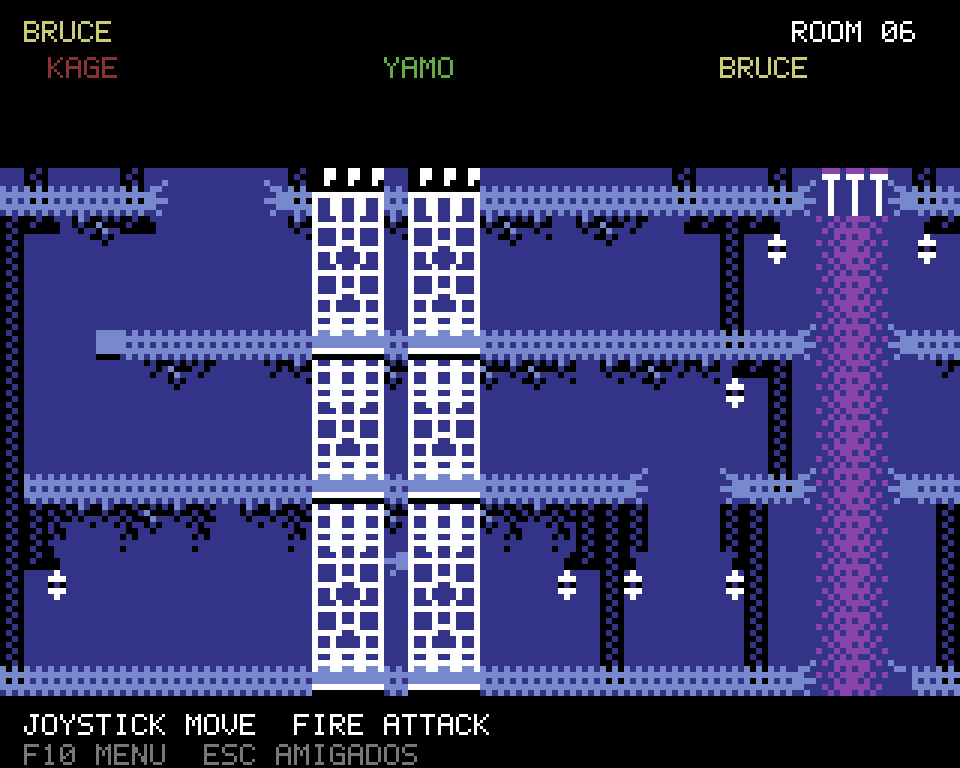 BRUCE ROOM 06
KAGE YAMO BRUCE
JOYSTICK MOVE FIRE ATTACK
F10 MENU ESC AMIGADOS